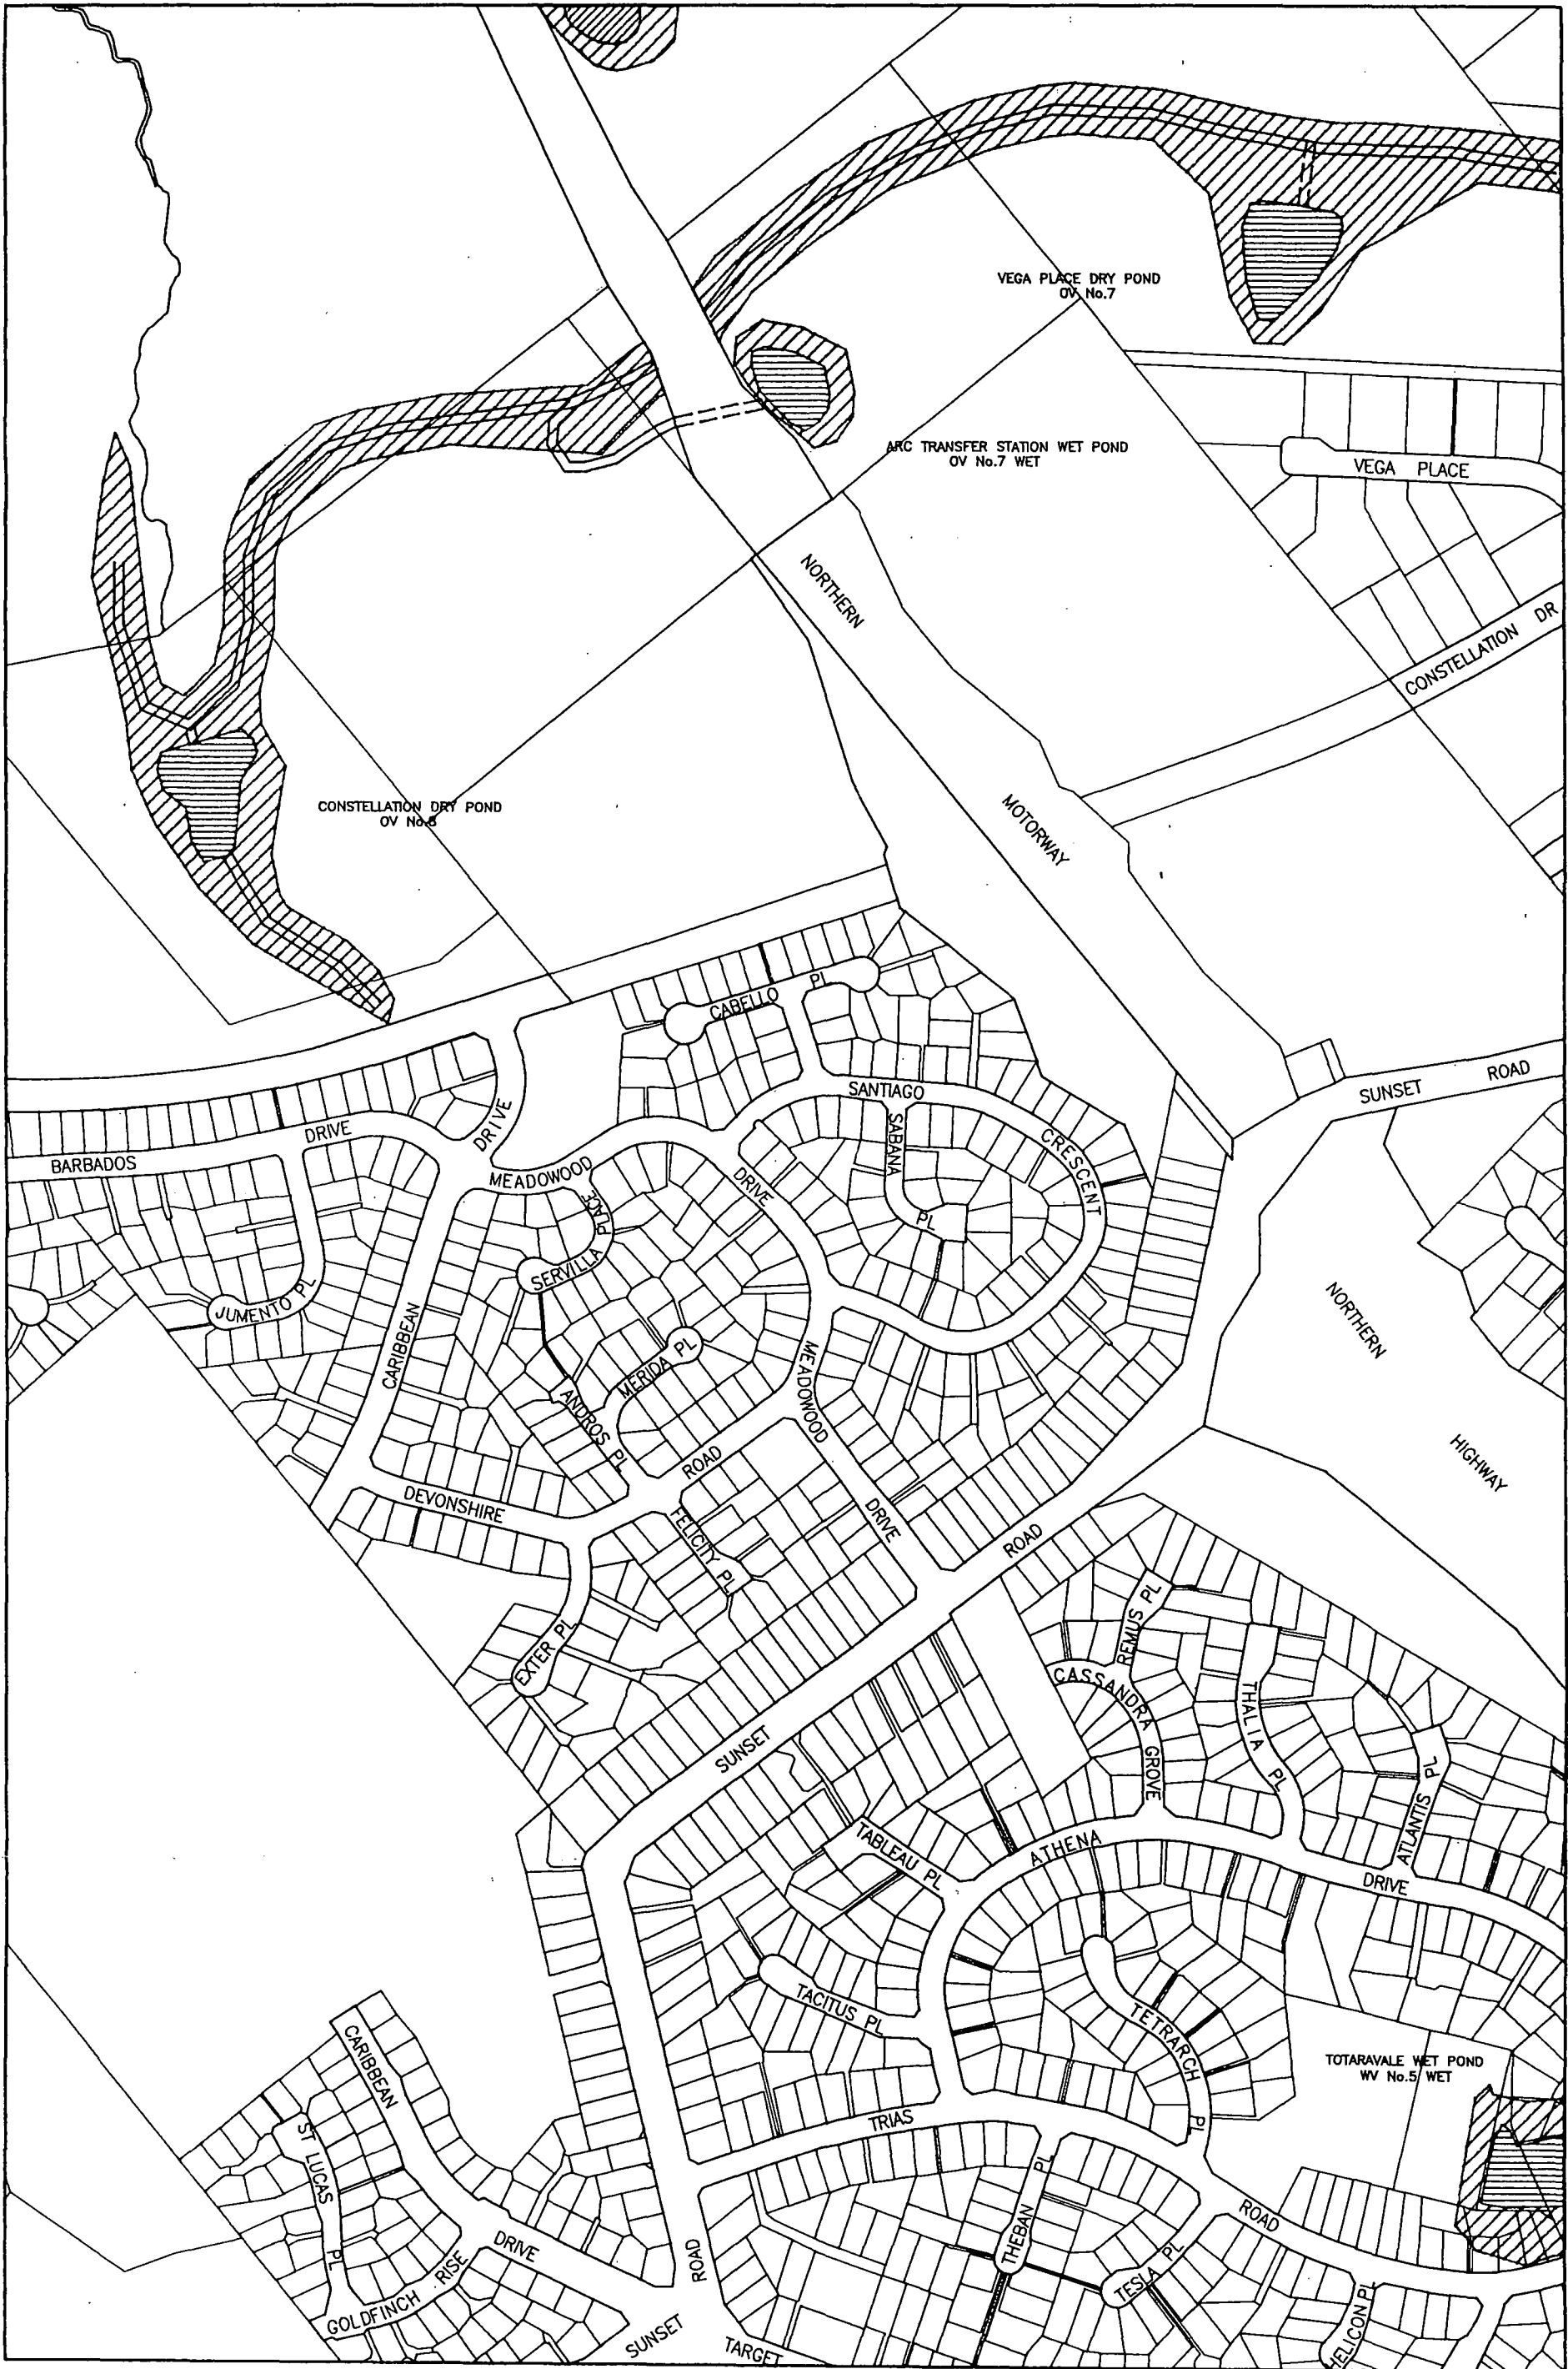 VEGA PLACE DRY POND
OV No.7
ARC TRANSFER STATION WET POND
OV No.7 WET
VEGA PLACE
NORTHERN
CONSTELLATION DR
CONSTELLATION DRY POND
OV No.8
MOTORWAY
CABELLO PL
SUNSET ROAD
SANTIAGO
CRESCENT
SABANA
PL
DRIVE
BARBADOS
DRIVE
MEADOWOOD
DRIVE
SERVILLA PLACE
JUMENTO PL
CARIBBEAN
NORTHERN
MERIDA PL
MEADOWOOD
ANDROS PL
HIGHWAY
ROAD
DEVONSHIRE
DRIVE
FELICITY PL
ROAD
REMUS PL
EXTER PL
CASSANDRA
GROVE
THALIA PL
SUNSET
ATLANTIS PL
TABLEAU PL
ATHENA
DRIVE
TACITUS PL
TETRARCH
PL
CARIBBEAN
TOTARAVALE WET POND
WV No.5 WET
TRIAS
ST LUCAS
PL
THEBAN PL
ROAD
DRIVE
ROAD
TESLA PL
GOLDFINCH RISE
HELICON PL
SUNSET
TARGET